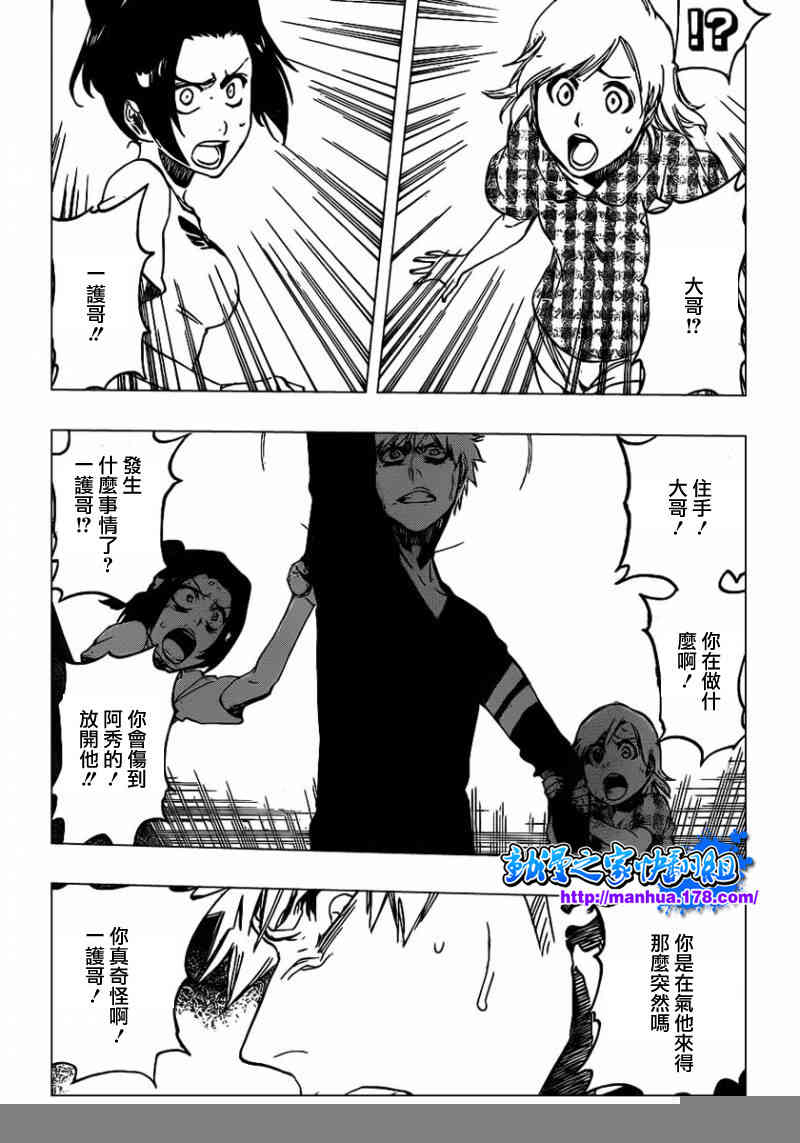 !?
大哥!?
一護哥!!
住手!
大哥!
你在做什
麼啊!
發生
什麼事情了?
一護哥!?
你會傷到
阿秀的!
放開他!!
動漫之家快翻組
http://manhua.178.com/
你是在氣他來得
那麼突然嗎
你真奇怪啊!
一護哥!